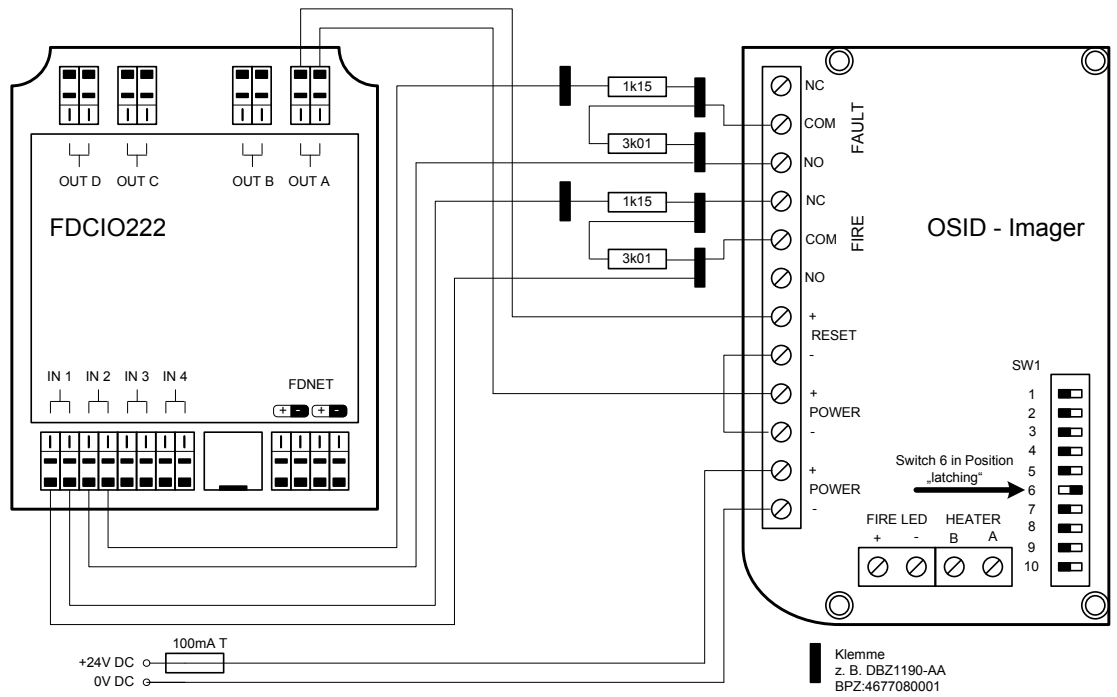 OUT D OUT C OUT B OUT A
FDCIO222
IN 1 IN 2 IN 3 IN 4
FDNET
+ - + -
1k15
3k01
1k15
3k01
NC
COM
NO
FAULT
NC
COM
NO
FIRE
+
RESET
-
+
POWER
-
+
POWER
-
OSID - Imager
SW1
1
2
3
4
5
6
7
8
9
10
Switch 6 in Position
„latching“
FIRE LED HEATER
+ - B A
100mA T
+24V DC
0V DC
Klemme
z. B. DBZ1190-AA
BPZ:4677080001